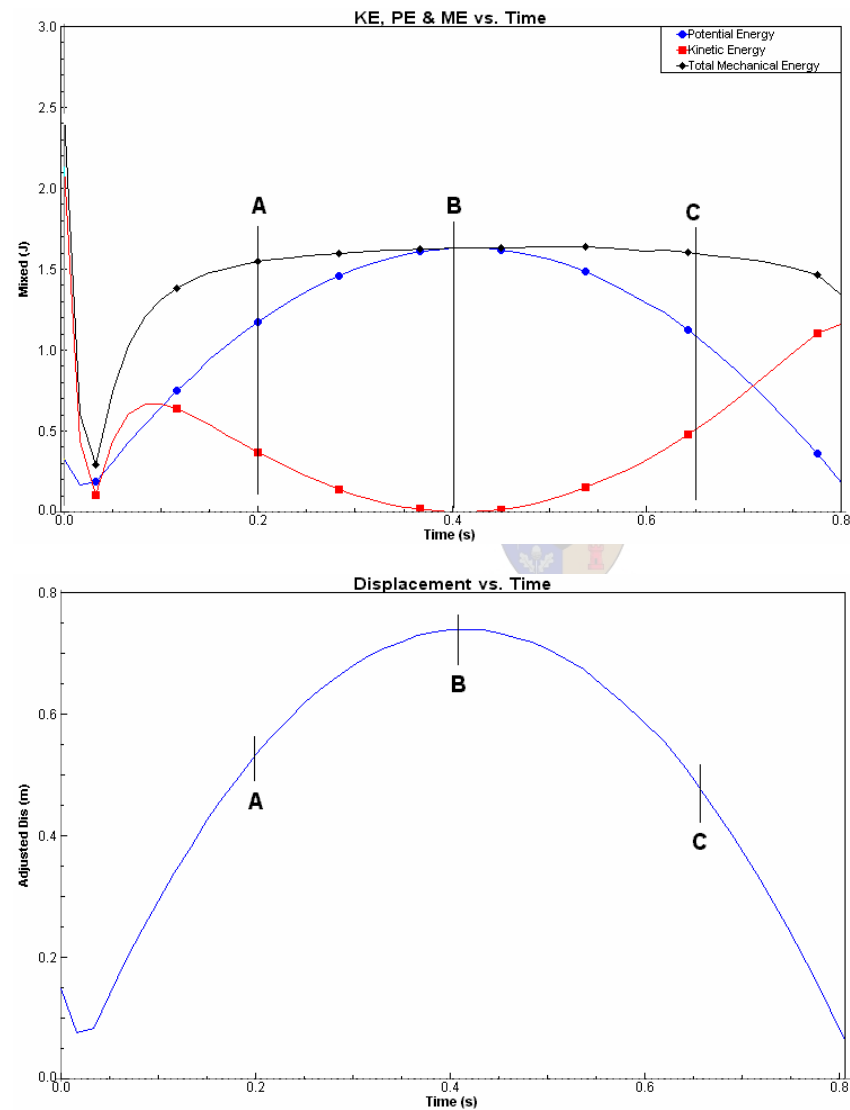 KE, PE & ME vs. Time
Potential Energy
Kinetic Energy
Total Mechanical Energy
3.0
2.5
2.0
1.5
1.0
0.5
0.0
Mixed (J)
A
B
C
0.0 0.2 0.4 0.6 0.8
Time (s)
Displacement vs. Time
0.8
0.6
0.4
0.2
0.0
Adjusted Dis (m)
A
B
C
0.0 0.2 0.4 0.6 0.8
Time (s)